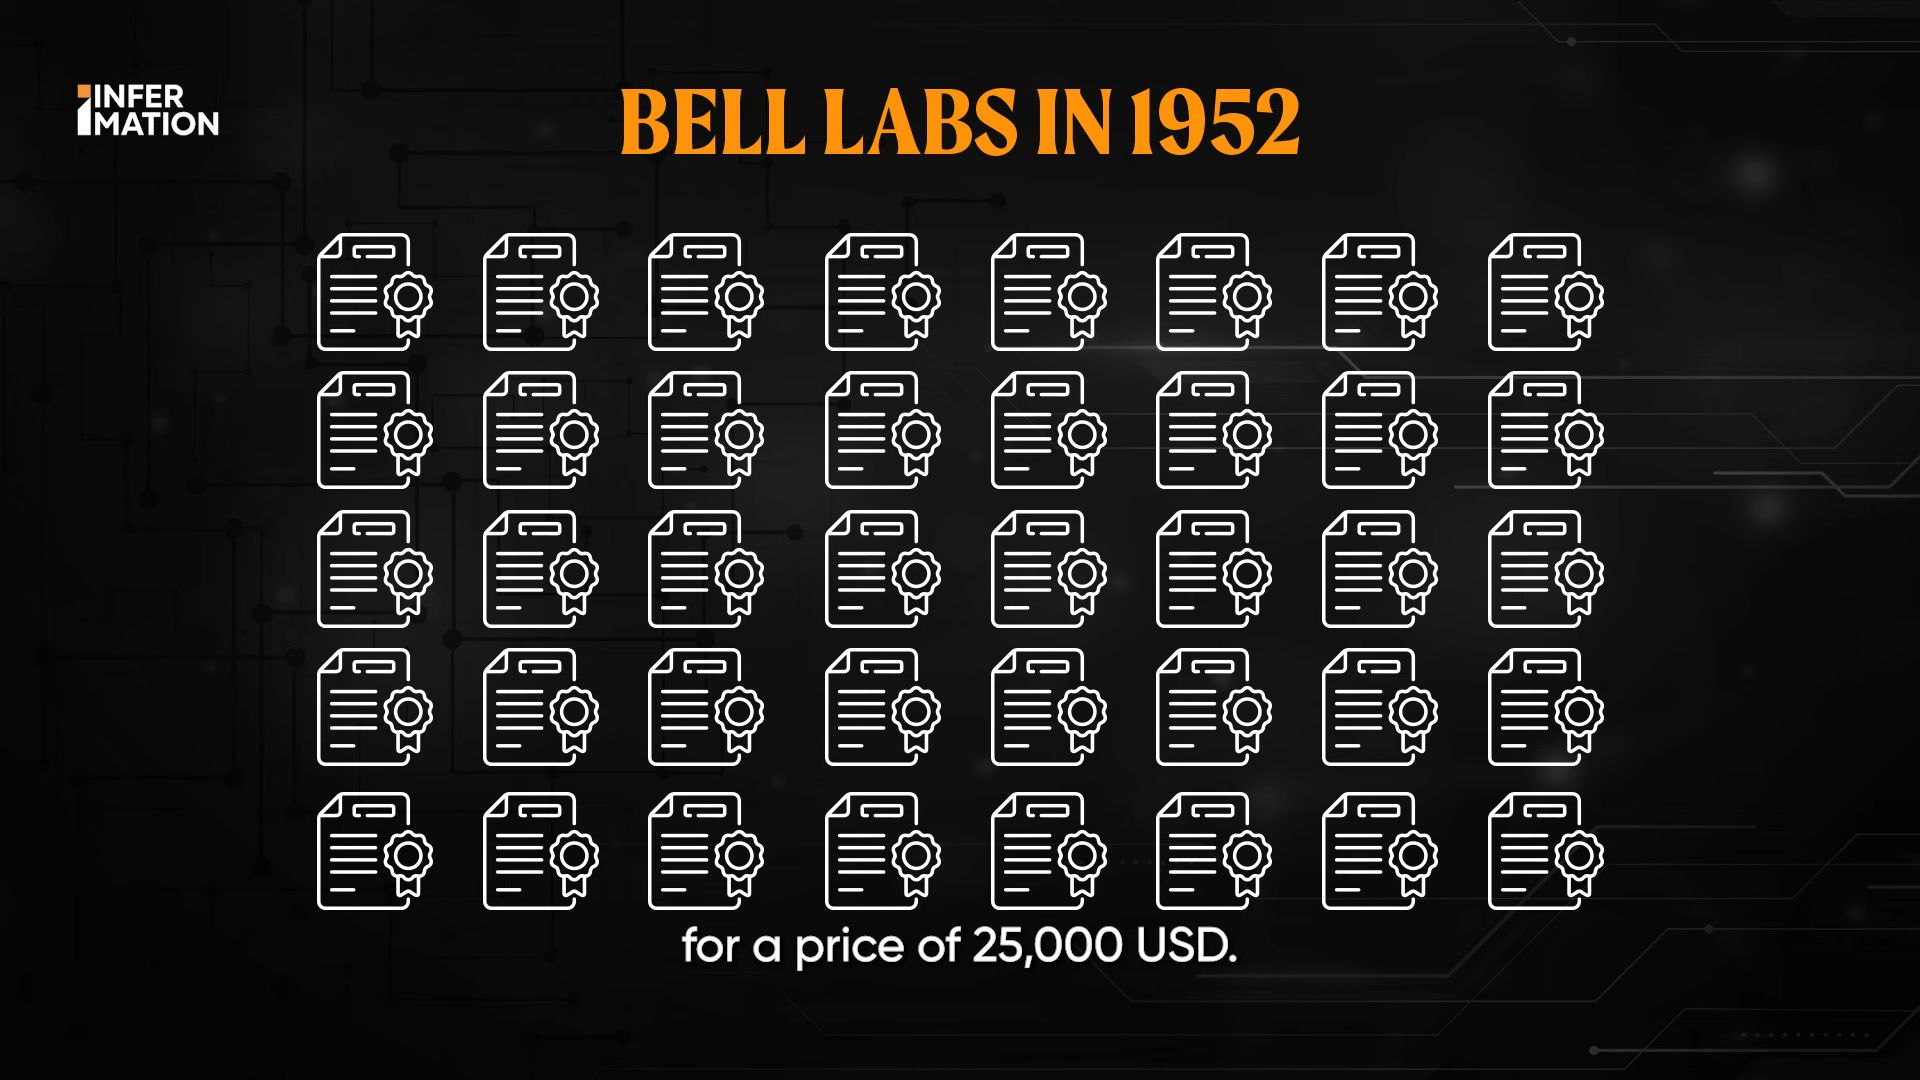 INFER
MATION
BELL LABS IN 1952
for a price of 25,000 USD.